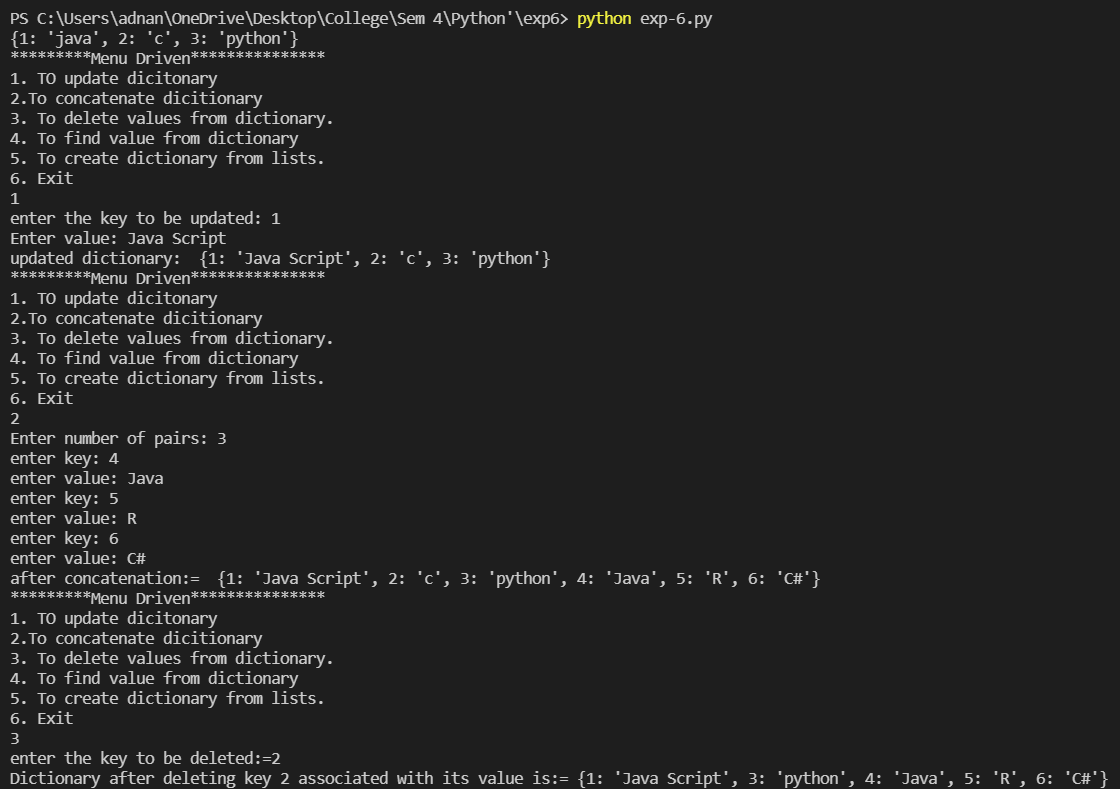 PS C:\Users\adnan\OneDrive\Desktop\College\Sem 4\Python'\exp6> python exp-6.py
{1: 'java', 2: 'c', 3: 'python'}
*********Menu Driven***************
1. TO update dicitonary
2.To concatenate dicitionary
3. To delete values from dictionary.
4. To find value from dictionary
5. To create dictionary from lists.
6. Exit
1
enter the key to be updated: 1
Enter value: Java Script
updated dictionary:  {1: 'Java Script', 2: 'c', 3: 'python'}
*********Menu Driven***************
1. TO update dicitonary
2.To concatenate dicitionary
3. To delete values from dictionary.
4. To find value from dictionary
5. To create dictionary from lists.
6. Exit
2
Enter number of pairs: 3
enter key: 4
enter value: Java
enter key: 5
enter value: R
enter key: 6
enter value: C#
after concatenation:=  {1: 'Java Script', 2: 'c', 3: 'python', 4: 'Java', 5: 'R', 6: 'C#'}
*********Menu Driven***************
1. TO update dicitonary
2.To concatenate dicitionary
3. To delete values from dictionary.
4. To find value from dictionary
5. To create dictionary from lists.
6. Exit
3
enter the key to be deleted:=2
Dictionary after deleting key 2 associated with its value is:= {1: 'Java Script', 3: 'python', 4: 'Java', 5: 'R', 6: 'C#'}